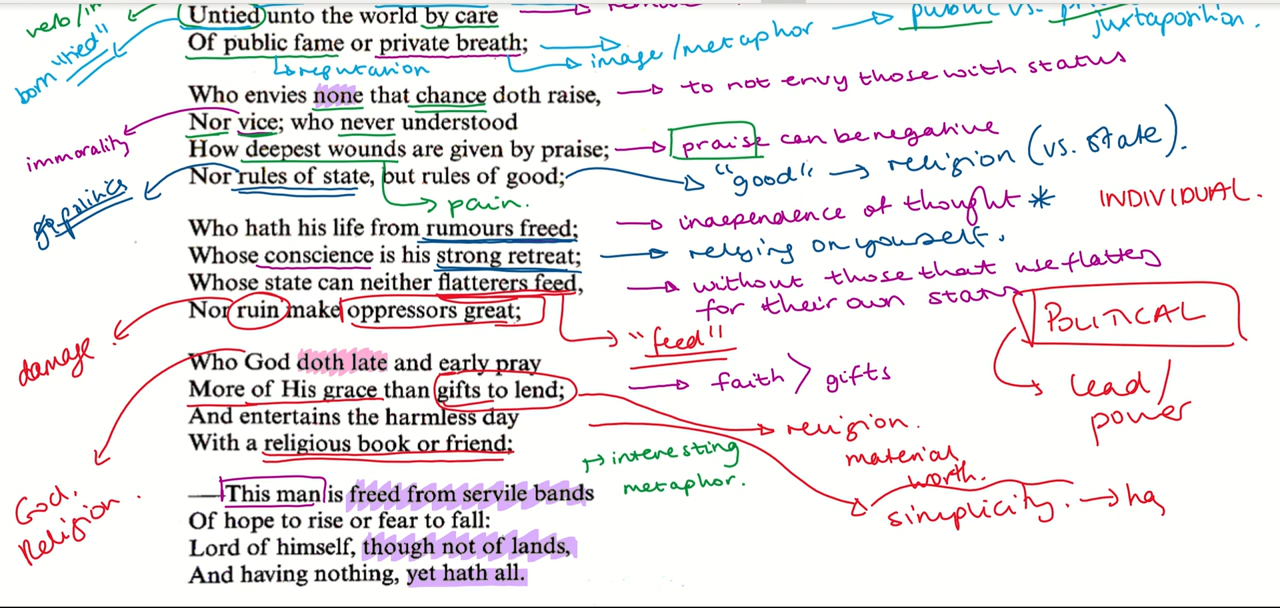 verb/in
Untied unto the world by care
public vs.
juxtaposition.
born "tied"
Of public fame or private breath;
image/metaphor
reputation
Who envies none that chance doth raise,
to not envy those with status
Nor vice; who never understood
immorality
How deepest wounds are given by praise;
praise can be negative
Nor rules of state, but rules of good;
"good" → religion (vs. state).
politics
pain.
Who hath his life from rumours freed;
independence of thought * INDIVIDUAL.
Whose conscience is his strong retreat;
relying on yourself.
Whose state can neither flatterers feed,
without those that use flattery
for their own status
Nor ruin make oppressors great;
damage.
"feed"
POLITICAL
lead/
power
Who God doth late and early pray
More of His grace than gifts to lend;
faith > gifts
And entertains the harmless day
religion.
With a religious book or friend;
material
worth.
interesting
metaphor.
simplicity. → ha
God.
Religion.
—This man is freed from servile bands
Of hope to rise or fear to fall:
Lord of himself, though not of lands,
And having nothing, yet hath all.